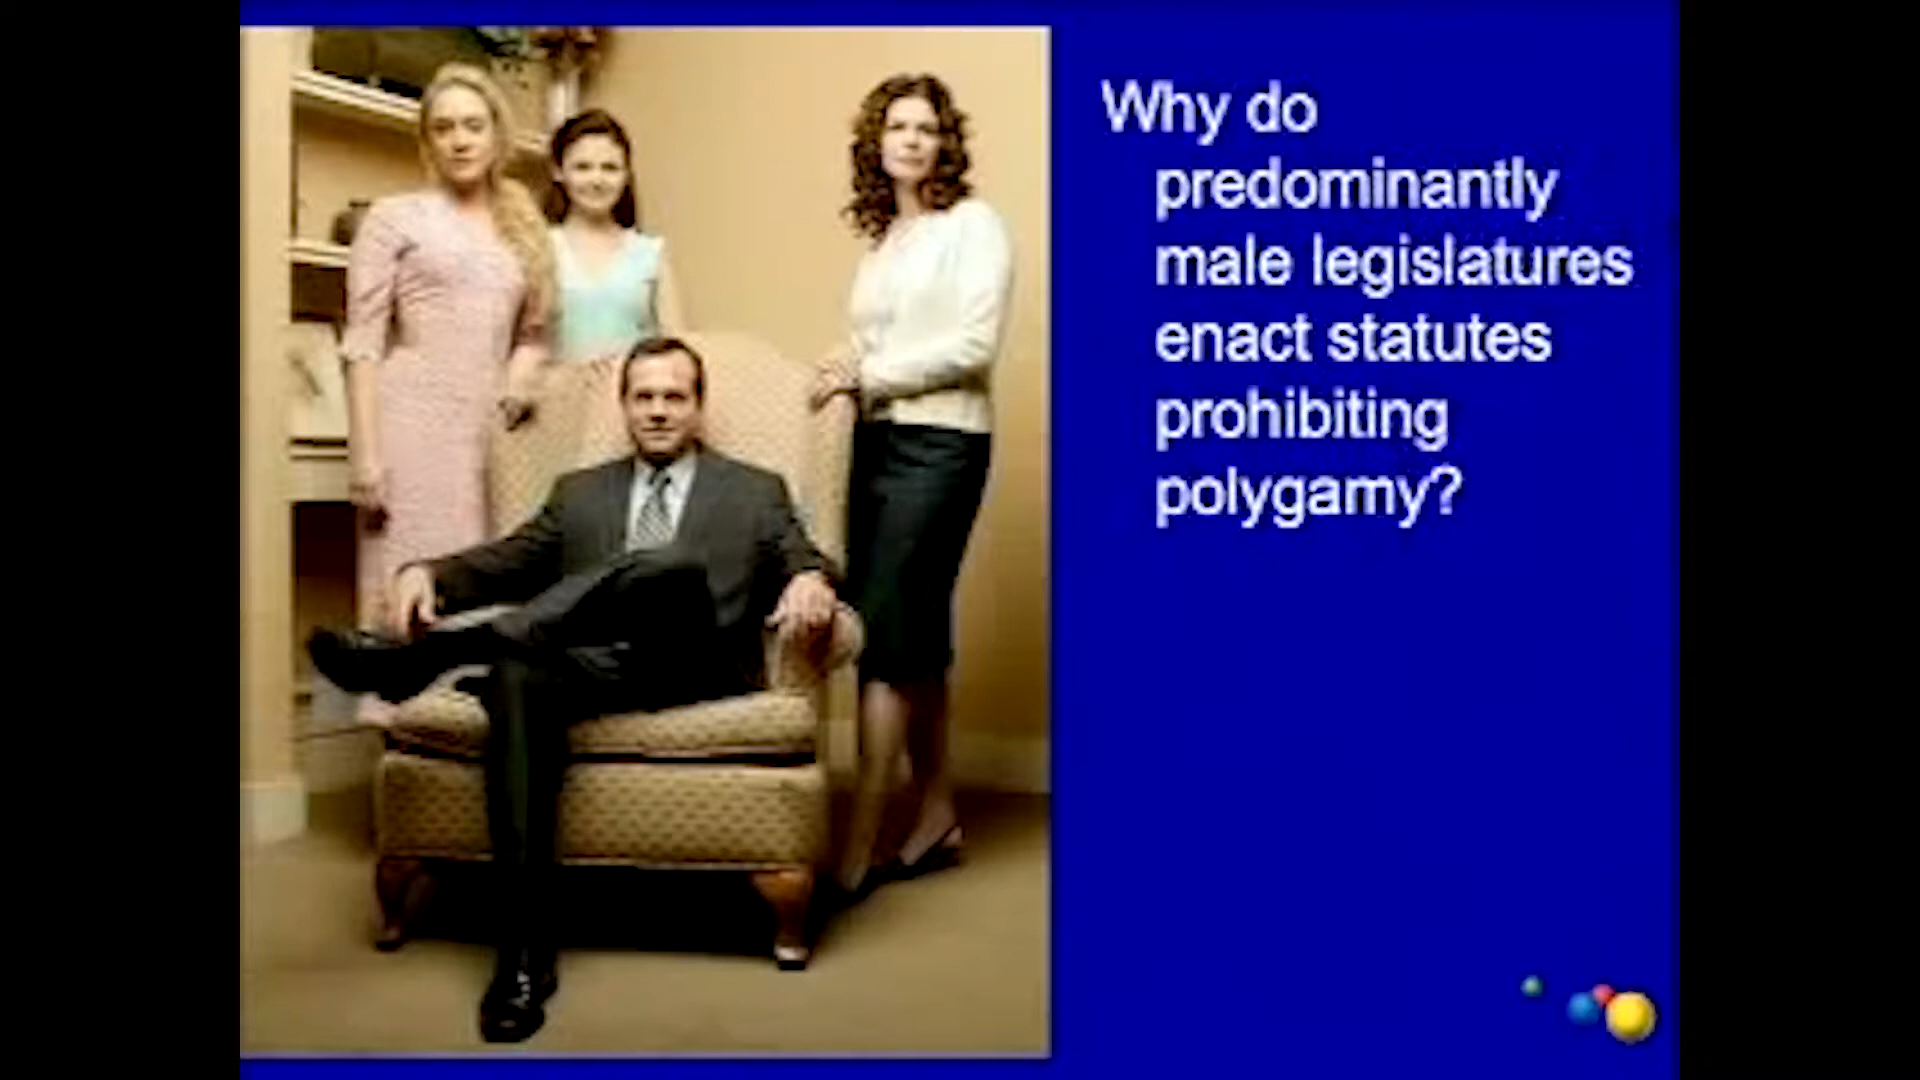 Why do
predominantly
male legislatures
enact statutes
prohibiting
polygamy?